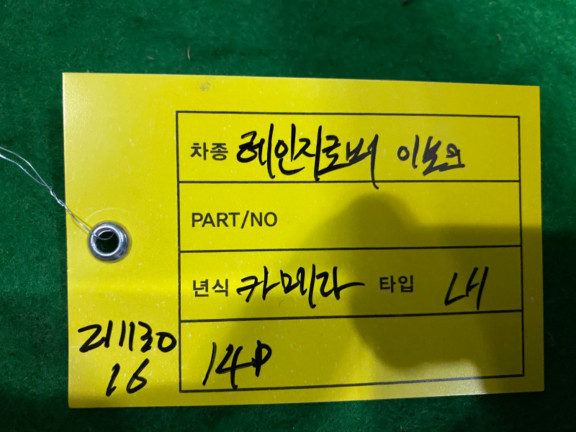 차종 레인지로버 이보크
PART/NO
년식 카메라 타입 내
211130
16
14P